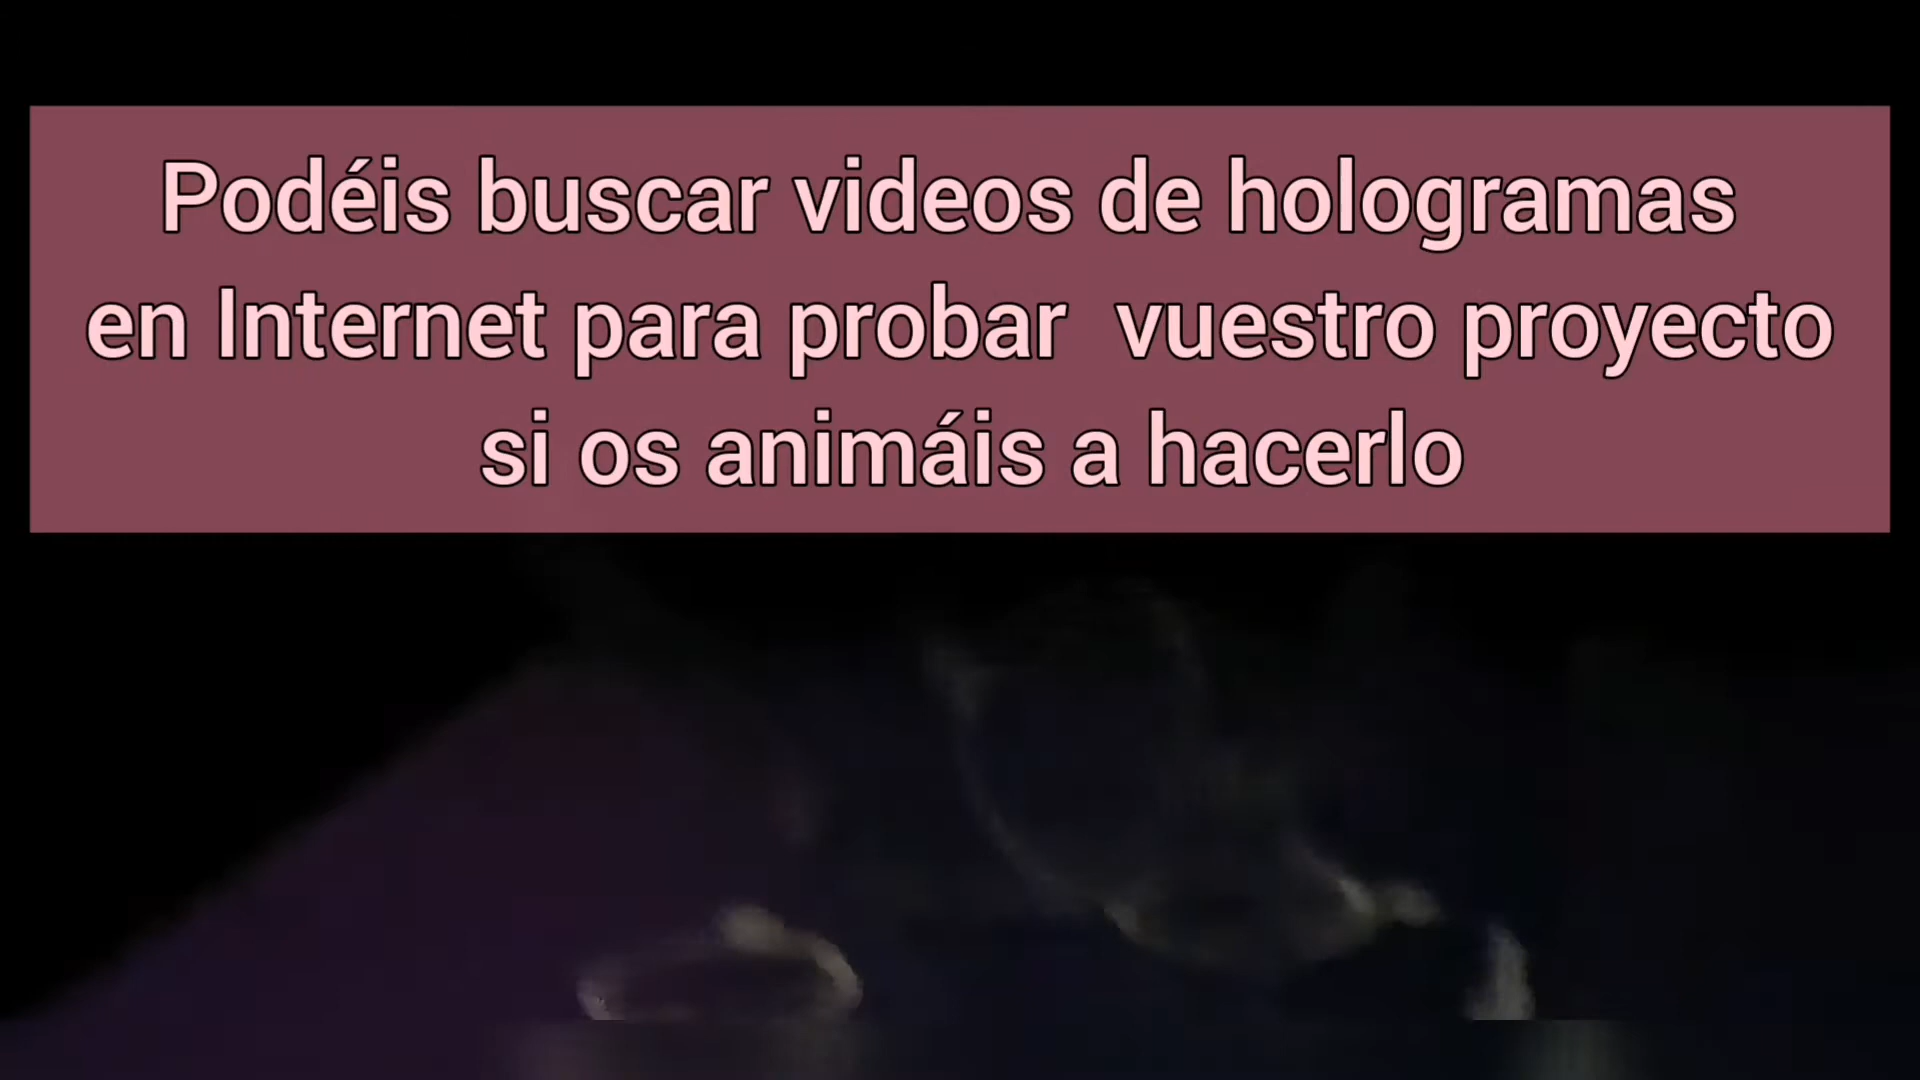 Podéis buscar videos de hologramas
en Internet para probar  vuestro proyecto
si os animáis a hacerlo